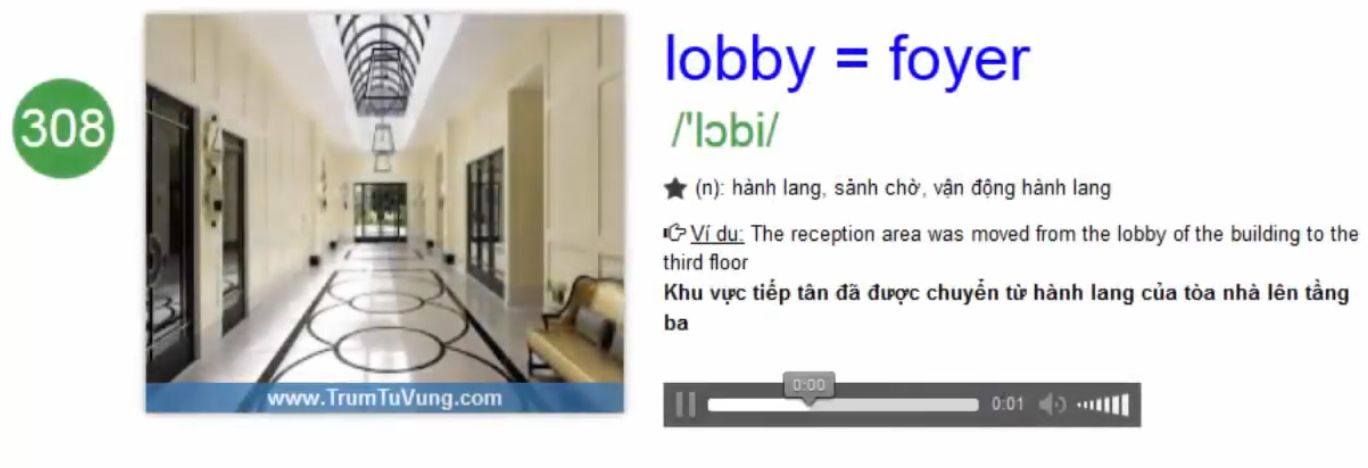 308
lobby = foyer
/'lɔbi/
(n): hành lang, sảnh chờ, vận động hành lang
Ví dụ: The reception area was moved from the lobby of the building to the
third floor
Khu vực tiếp tân đã được chuyển từ hành lang của tòa nhà lên tầng
ba
www.TrumTuVung.com
0:00
0:01